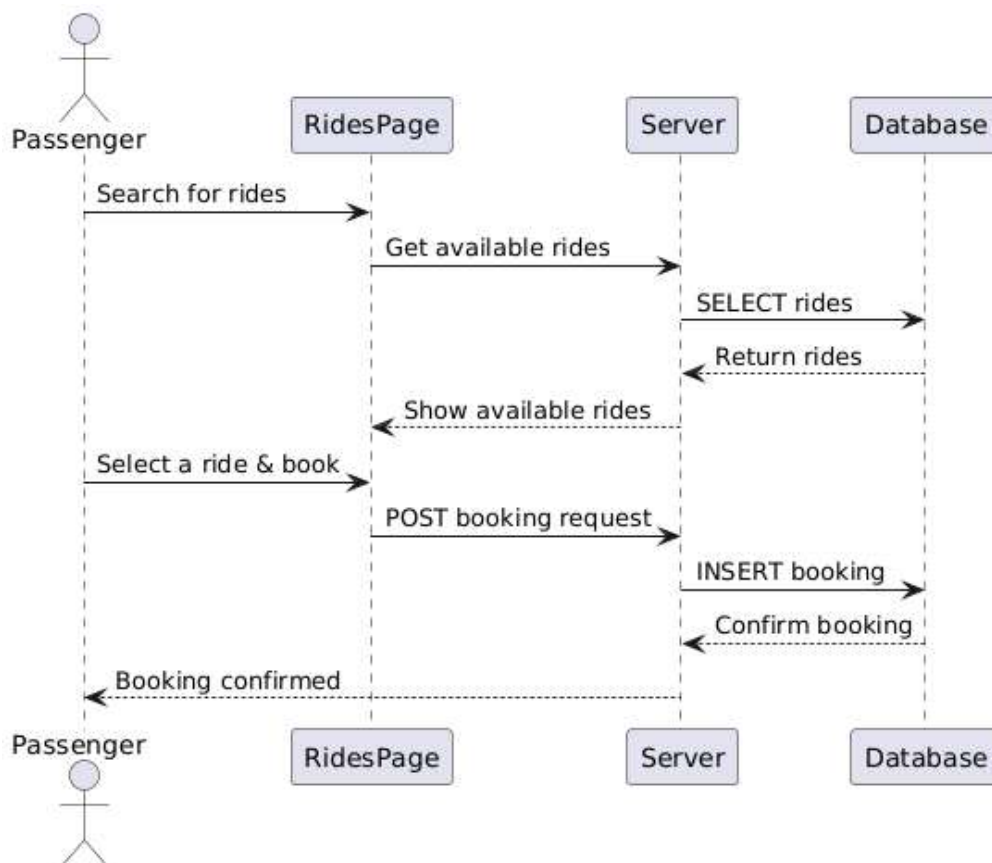 Passenger
RidesPage
Server
Database
Search for rides
Get available rides
SELECT rides
Return rides
Show available rides
Select a ride & book
POST booking request
INSERT booking
Confirm booking
Booking confirmed
Passenger
RidesPage
Server
Database